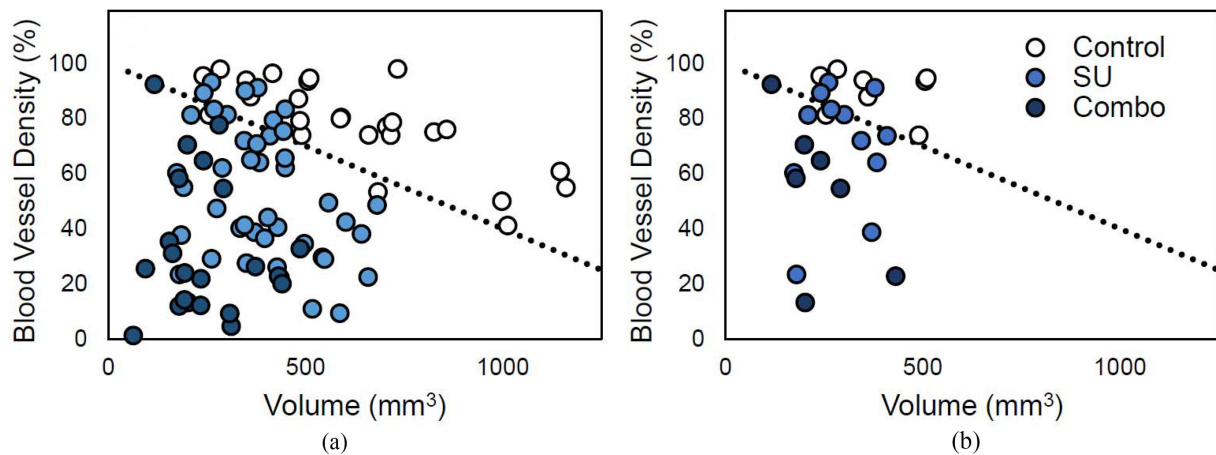 Blood Vessel Density (%)
100
80
60
40
20
0
0 500 1000
Volume (mm³)
(a)
Blood Vessel Density (%)
100
80
60
40
20
0
Control
SU
Combo
0 500 1000
Volume (mm³)
(b)